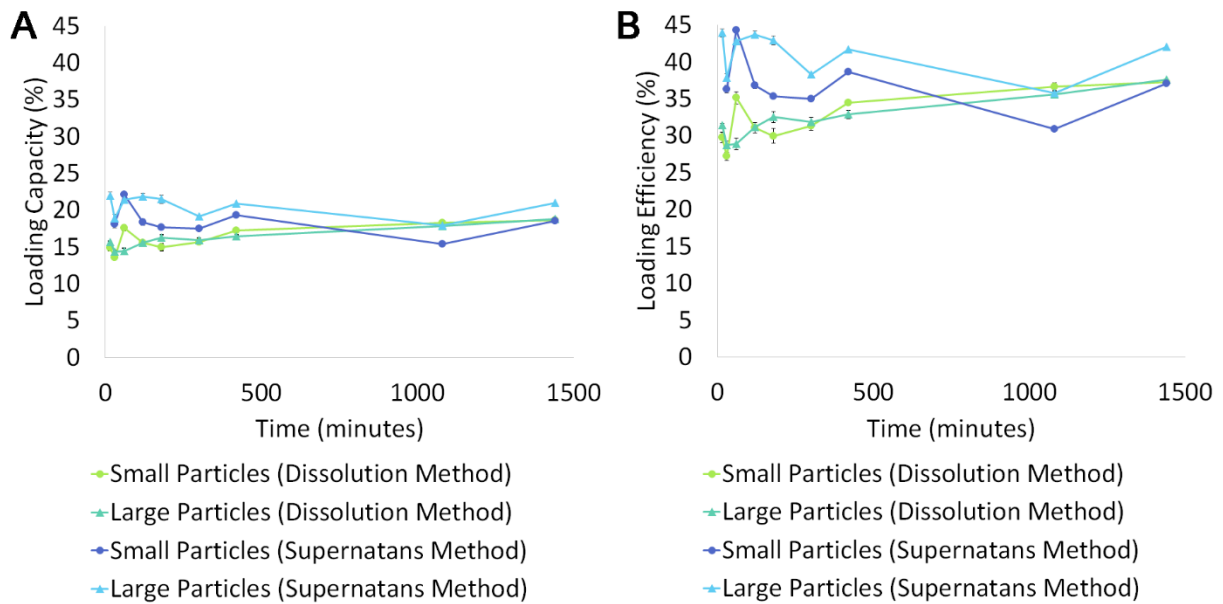 A
Loading Capacity (%)
45
40
35
30
25
20
15
10
5
0
0 500 1000 1500
Time (minutes)
Small Particles (Dissolution Method)
Large Particles (Dissolution Method)
Small Particles (Supernatans Method)
Large Particles (Supernatans Method)
B
Loading Efficiency (%)
45
40
35
30
25
20
15
10
5
0
0 500 1000 1500
Time (minutes)
Small Particles (Dissolution Method)
Large Particles (Dissolution Method)
Small Particles (Supernatans Method)
Large Particles (Supernatans Method)